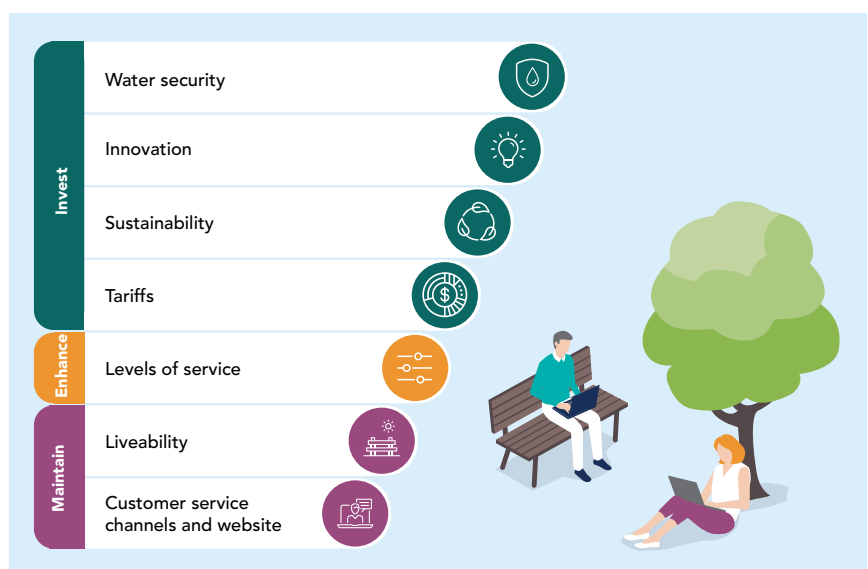 Invest
Water security
Innovation
Sustainability
Tariffs
$
Enhance
Levels of service
Maintain
Liveability
Customer service
channels and website